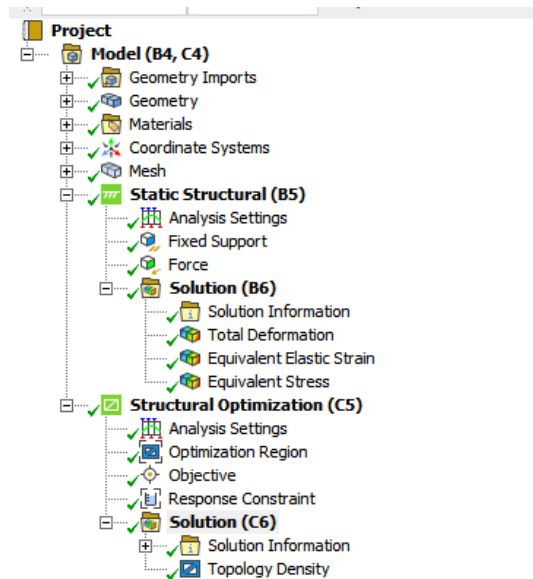 Project
Model (B4, C4)
Geometry Imports
Geometry
Materials
Coordinate Systems
Mesh
Static Structural (B5)
Analysis Settings
Fixed Support
Force
Solution (B6)
Solution Information
Total Deformation
Equivalent Elastic Strain
Equivalent Stress
Structural Optimization (C5)
Analysis Settings
Optimization Region
Objective
Response Constraint
Solution (C6)
Solution Information
Topology Density